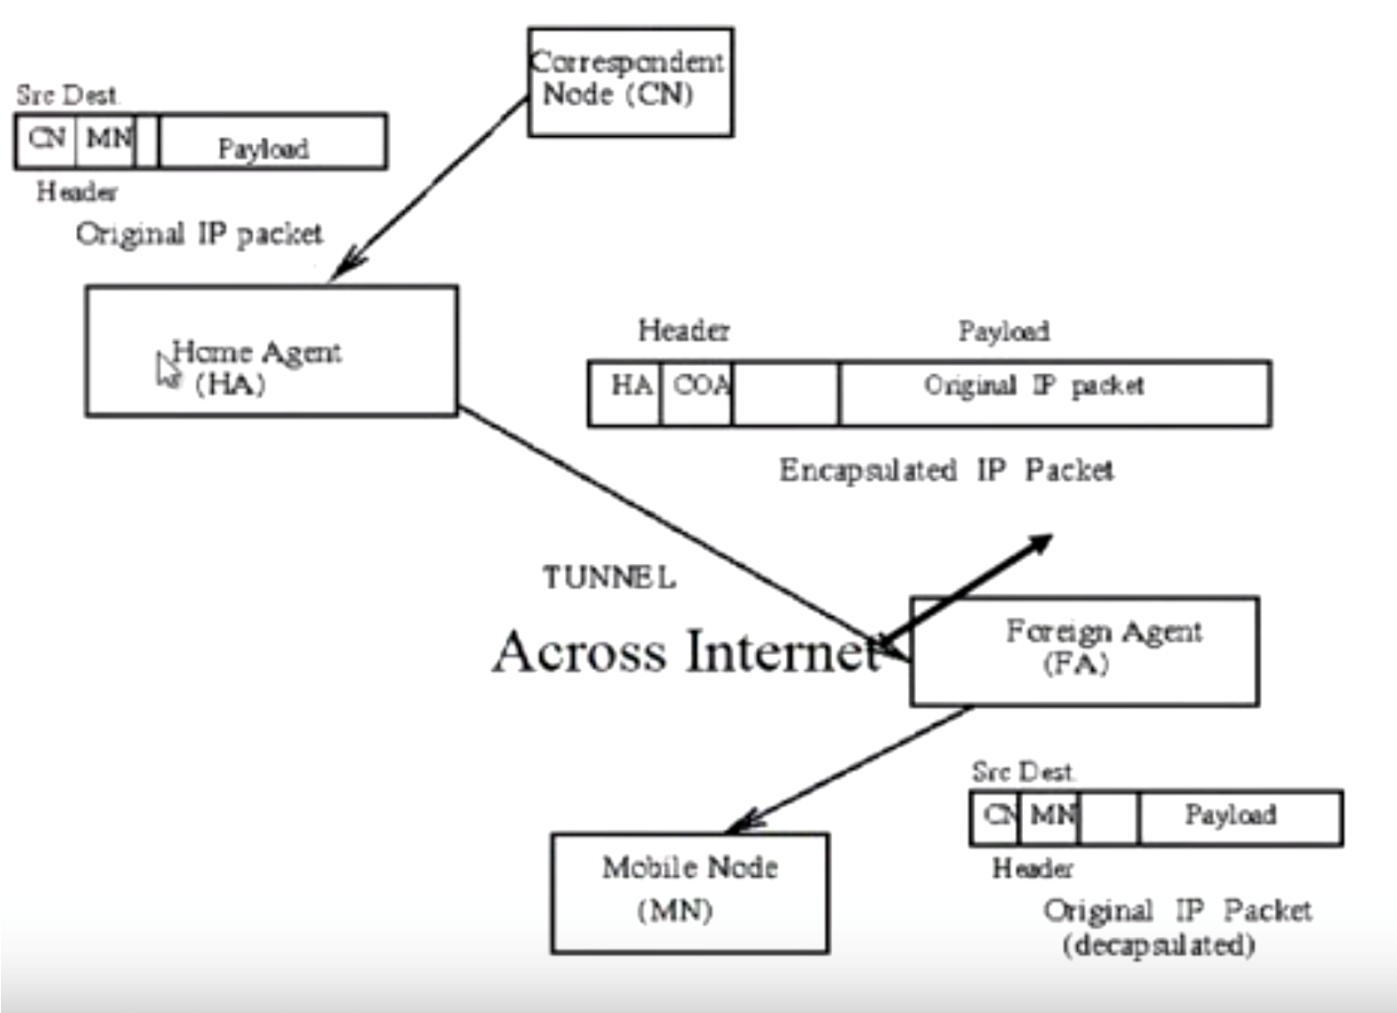 Correspondent
Node (CN)
Src Dest.
CN MN Payload
Header
Original IP packet
Home Agent
(HA)
Header Payload
HA COA Original IP packet
Encapsulated IP Packet
TUNNEL
Across Internet
Foreign Agent
(FA)
Src Dest.
CN MN Payload
Header
Original IP Packet
(decapsulated)
Mobile Node
(MN)